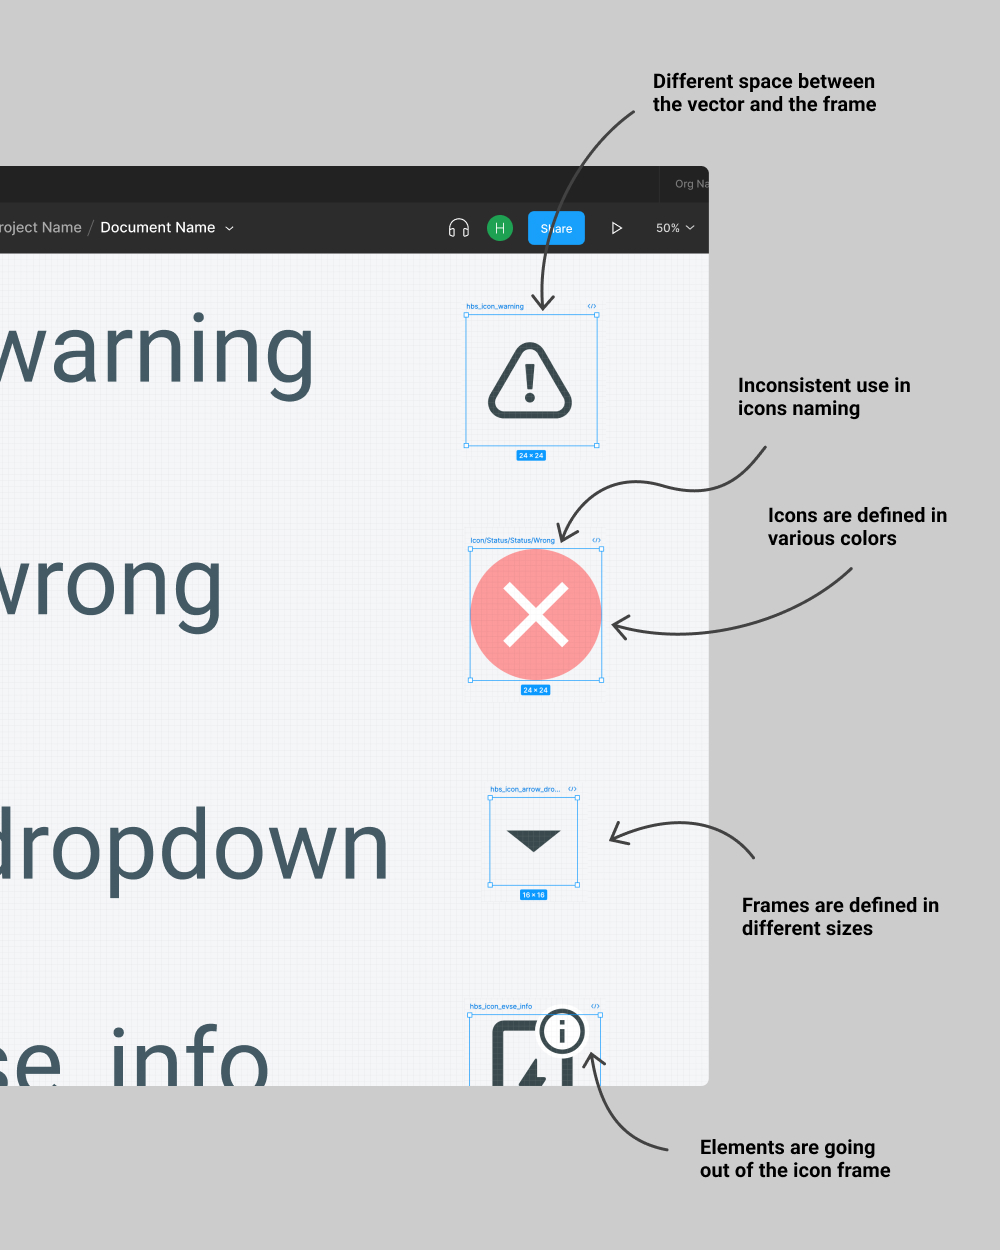 Different space between
the vector and the frame
Org Na
roject Name / Document Name
H
Share
50%
hbs_icon_warning
warning
24 × 24
Inconsistent use in
icons naming
Icons are defined in
various colors
Icon/Status/Status/Wrong
wrong
24 × 24
hbs_icon_arrow_dro...
dropdown
16 × 16
Frames are defined in
different sizes
hbs_icon_evse_info
se_info
Elements are going
out of the icon frame